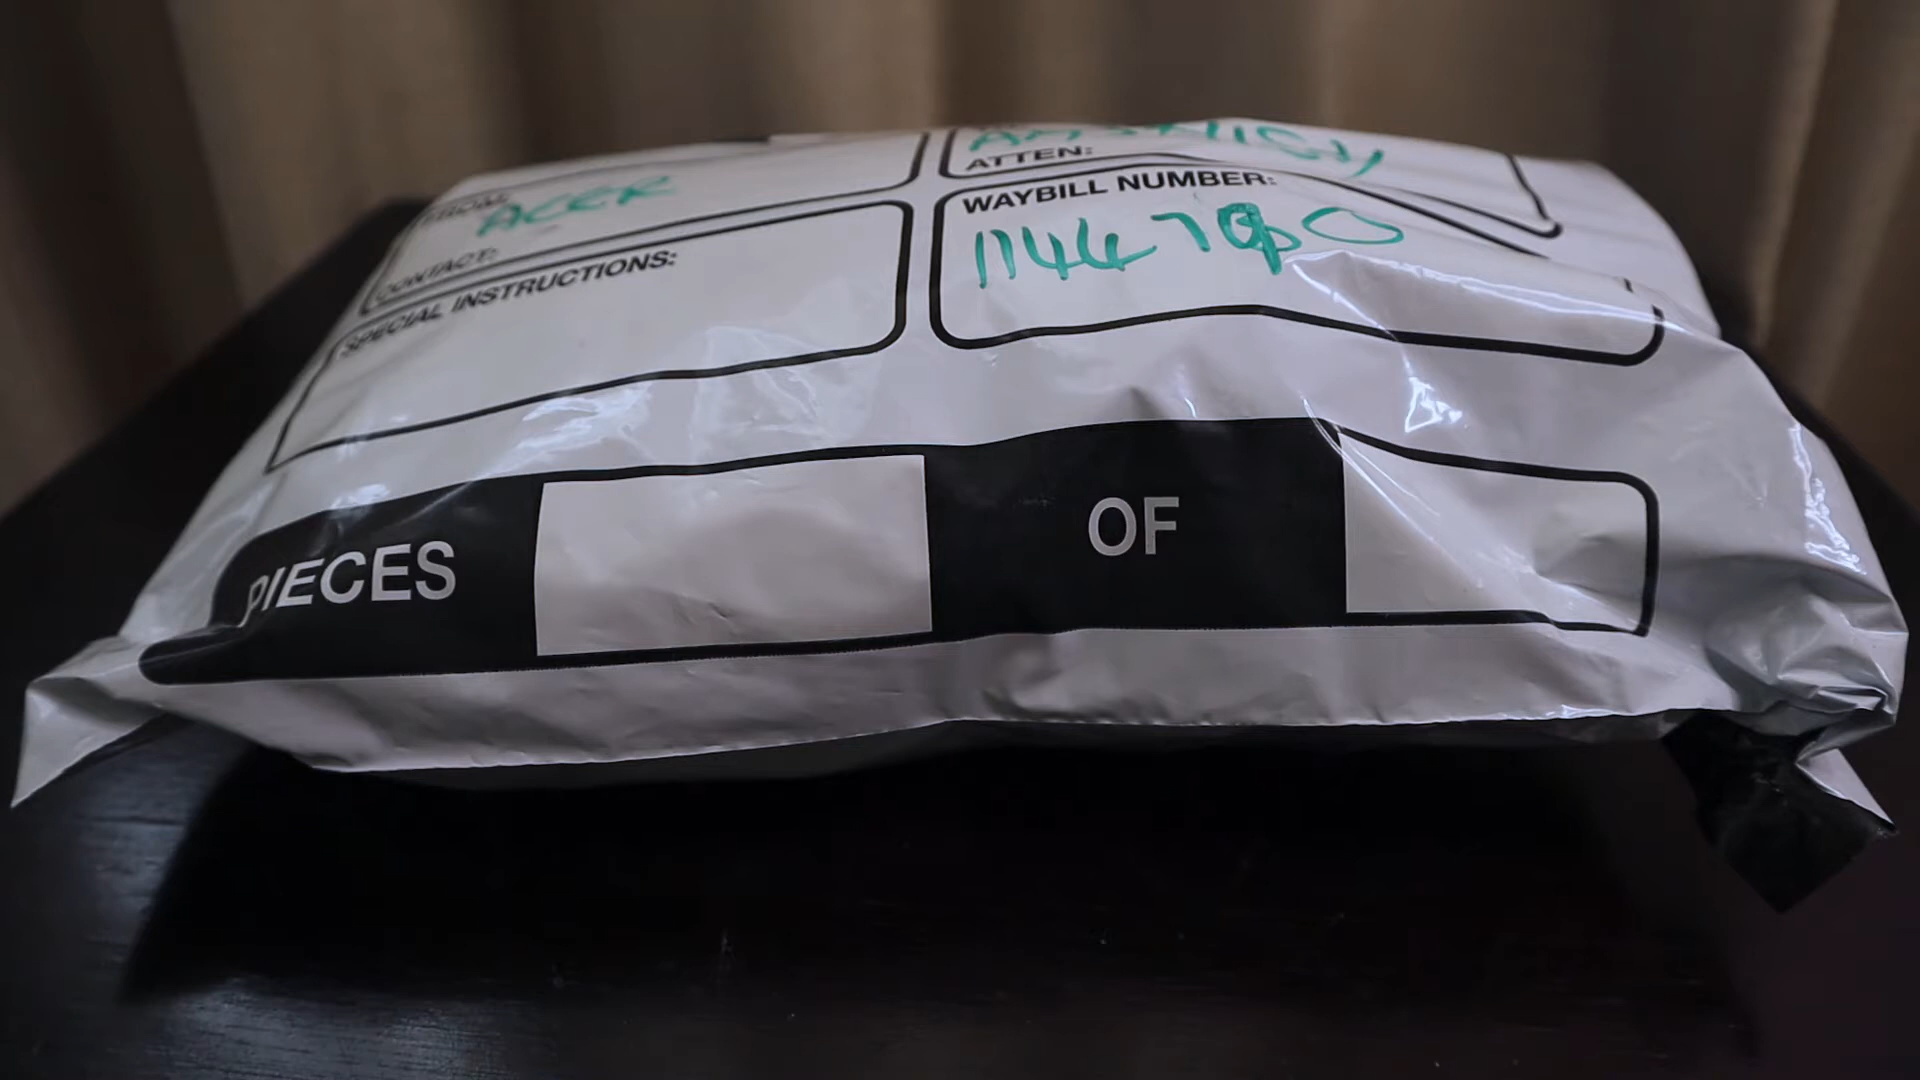 FROM:
ACER
CONTACT:
SPECIAL INSTRUCTIONS:
ATTEN:
WAYBILL NUMBER:
PIECES OF